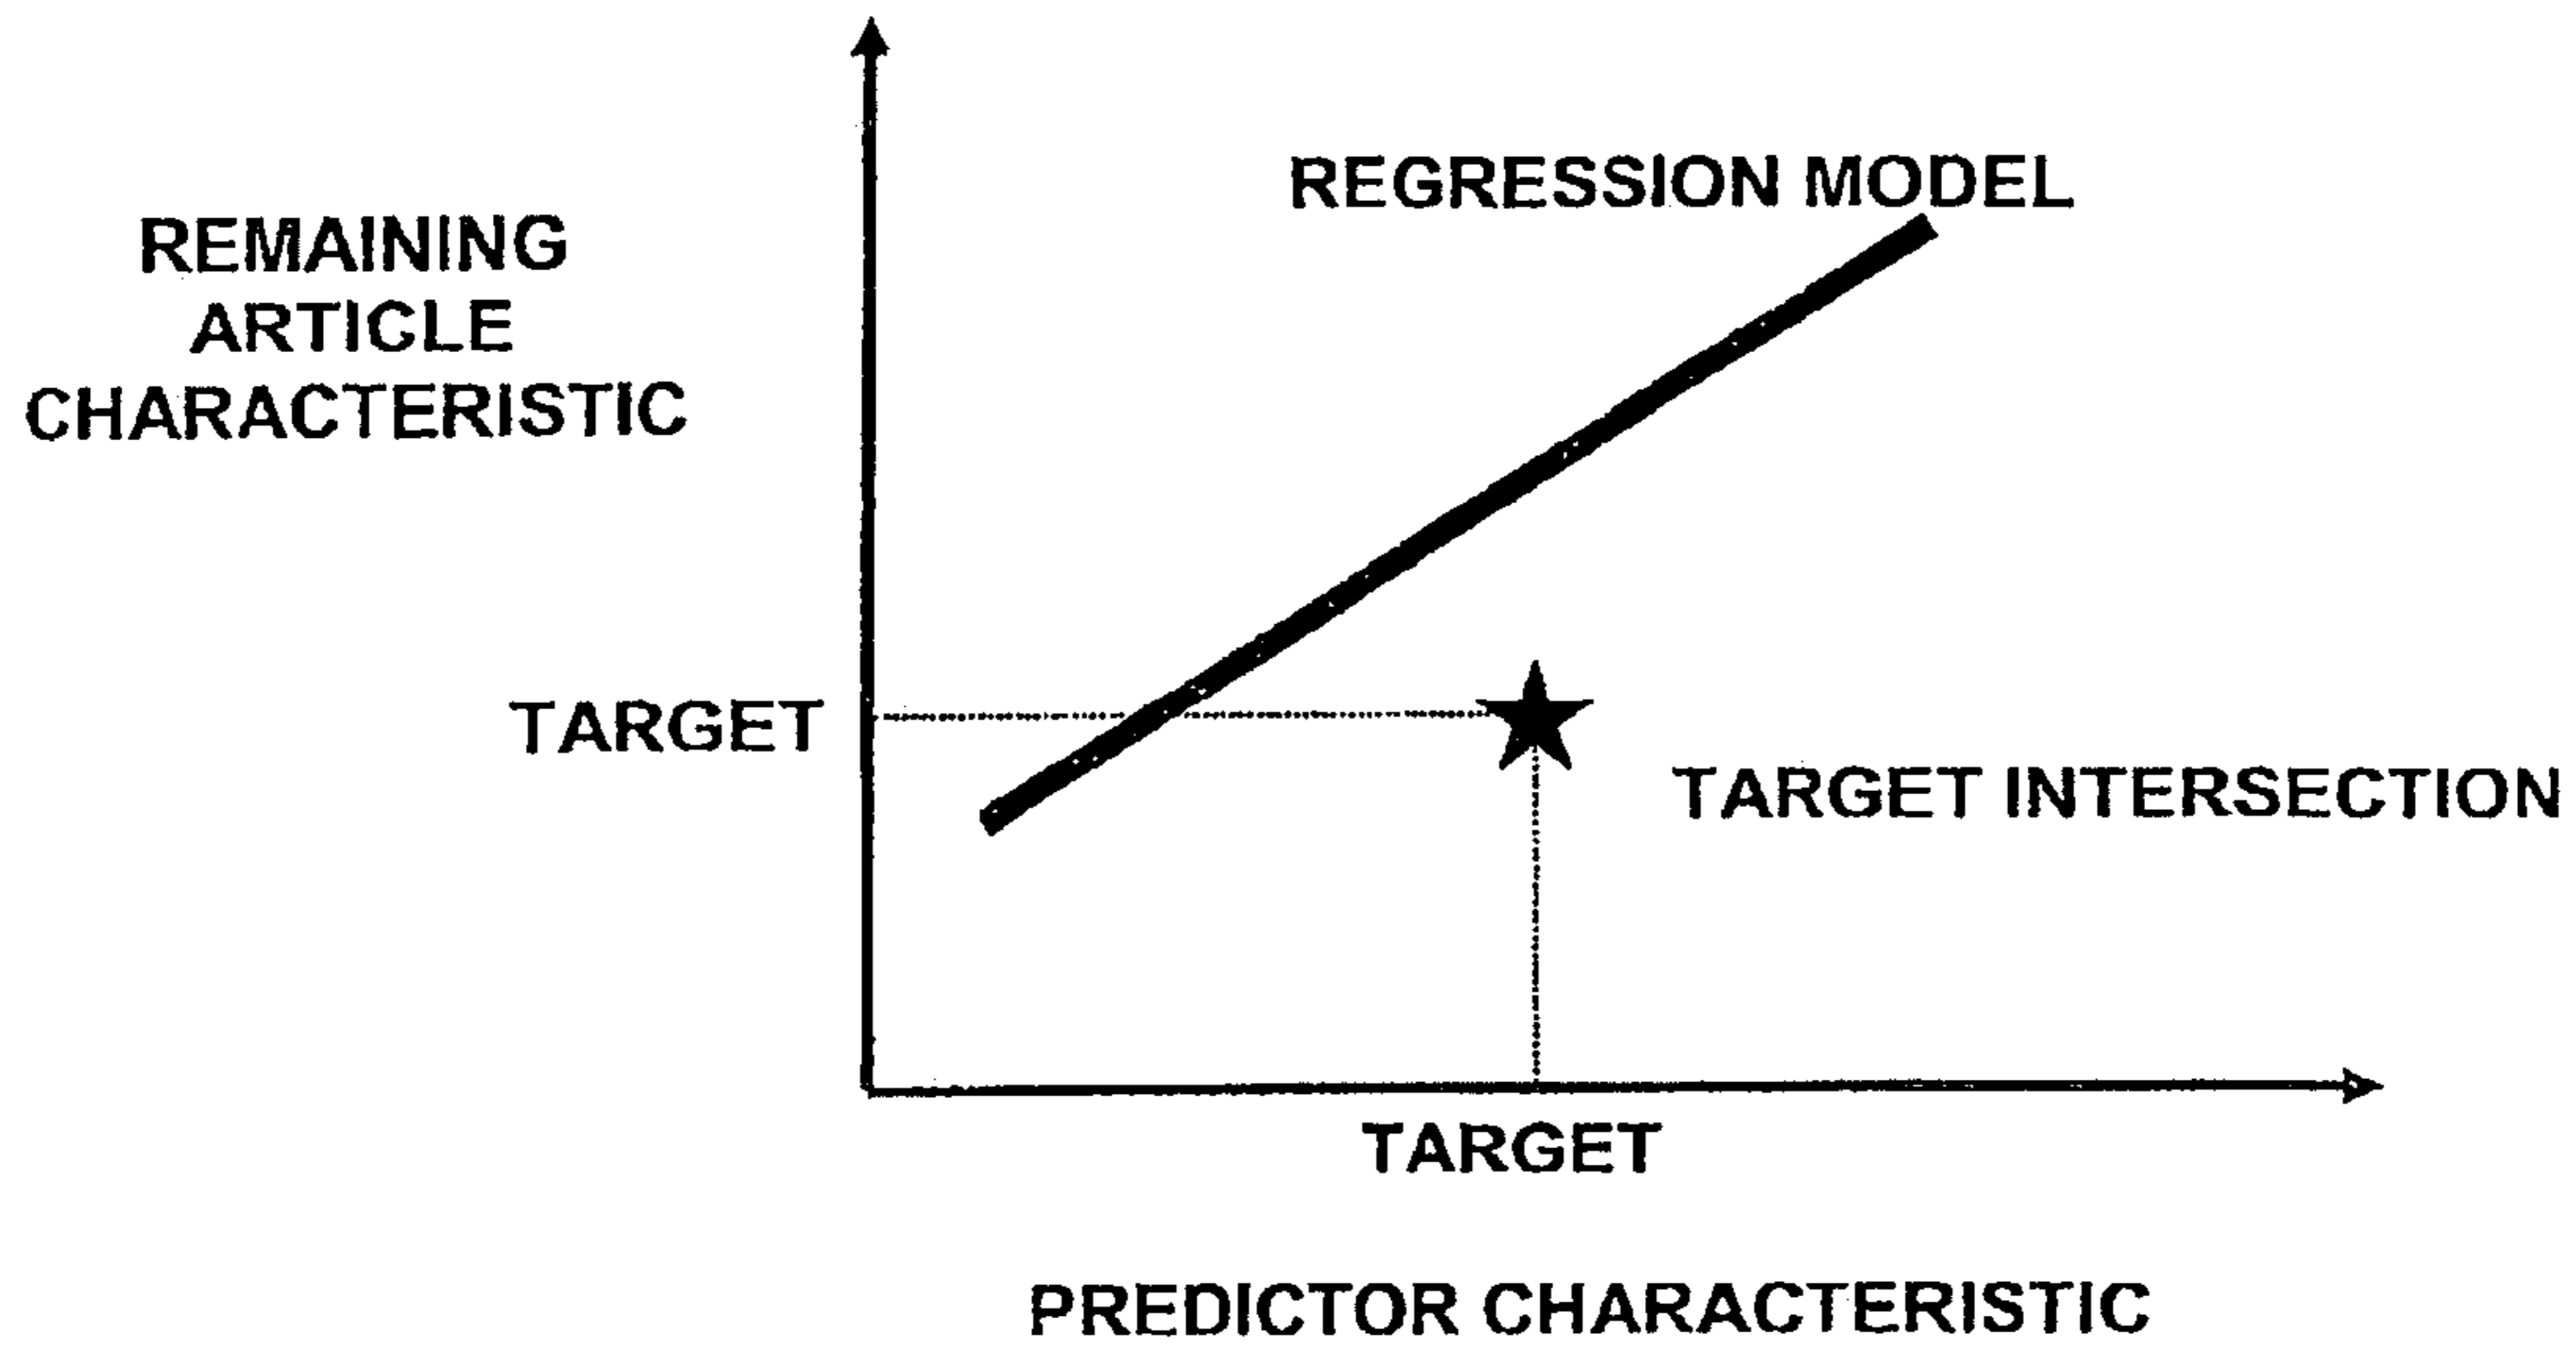 REGRESSION MODEL
REMAINING
ARTICLE
CHARACTERISTIC
TARGET
TARGET INTERSECTION
TARGET
PREDICTOR CHARACTERISTIC